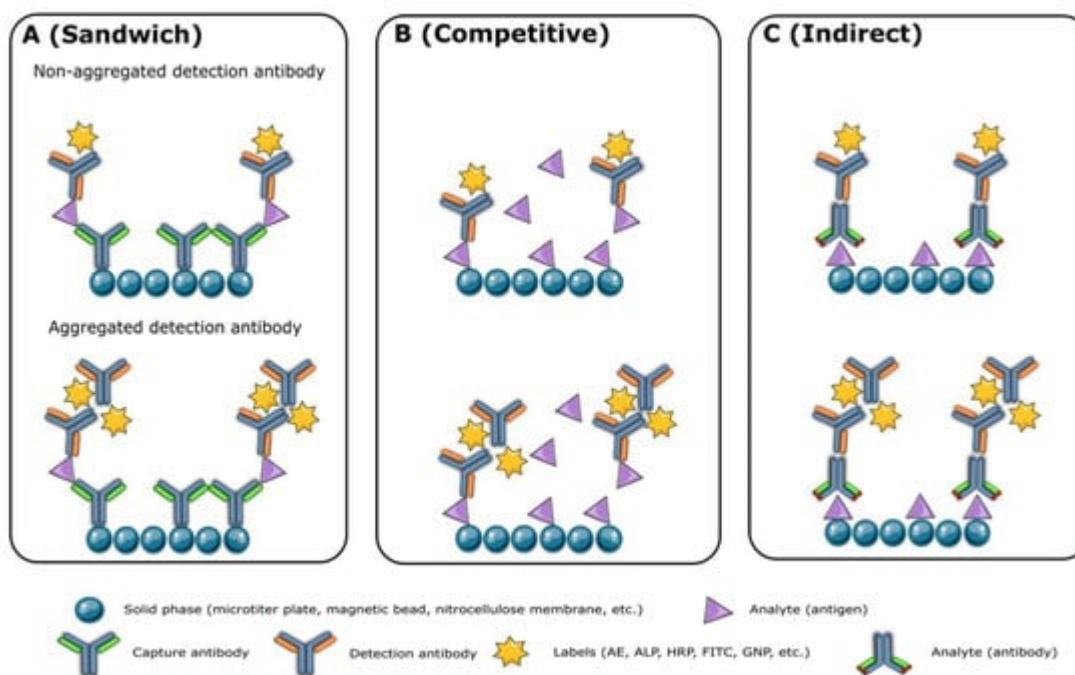 A (Sandwich)
Non-aggregated detection antibody
Aggregated detection antibody
B (Competitive)
C (Indirect)
Solid phase (microtiter plate, magnetic bead, nitrocellulose membrane, etc.)
Analyte (antigen)
Capture antibody
Detection antibody
Labels (AE, ALP, HRP, FITC, GNP, etc.)
Analyte (antibody)